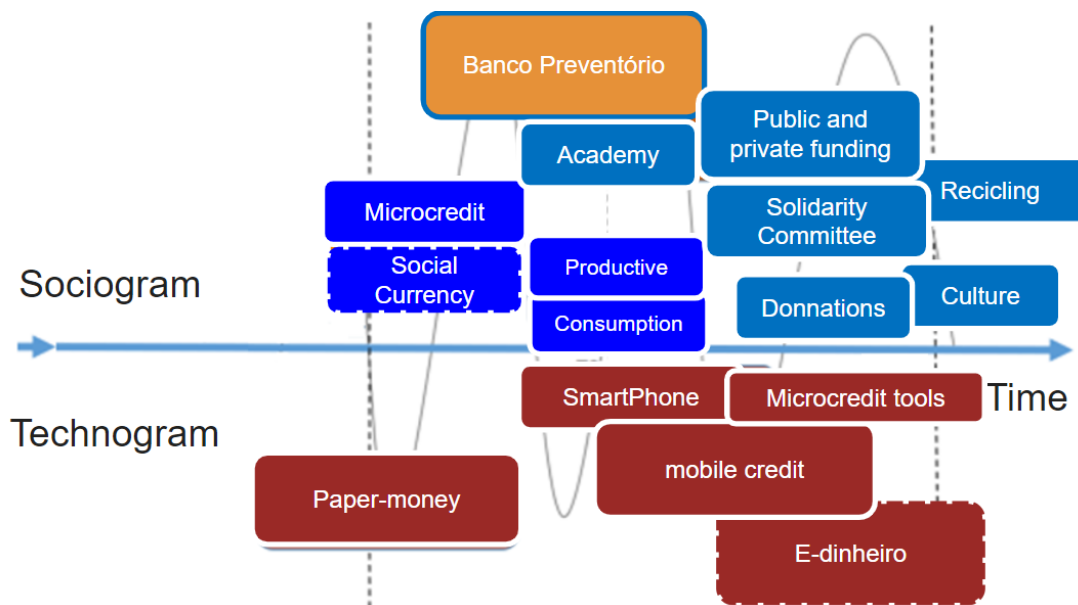 Banco Preventório
Public and
private funding
Academy
Recicling
Microcredit
Solidarity
Committee
Social
Currency
Productive
Sociogram
Donnations
Culture
Consumption
SmartPhone
Microcredit tools
Time
Technogram
mobile credit
Paper-money
E-dinheiro